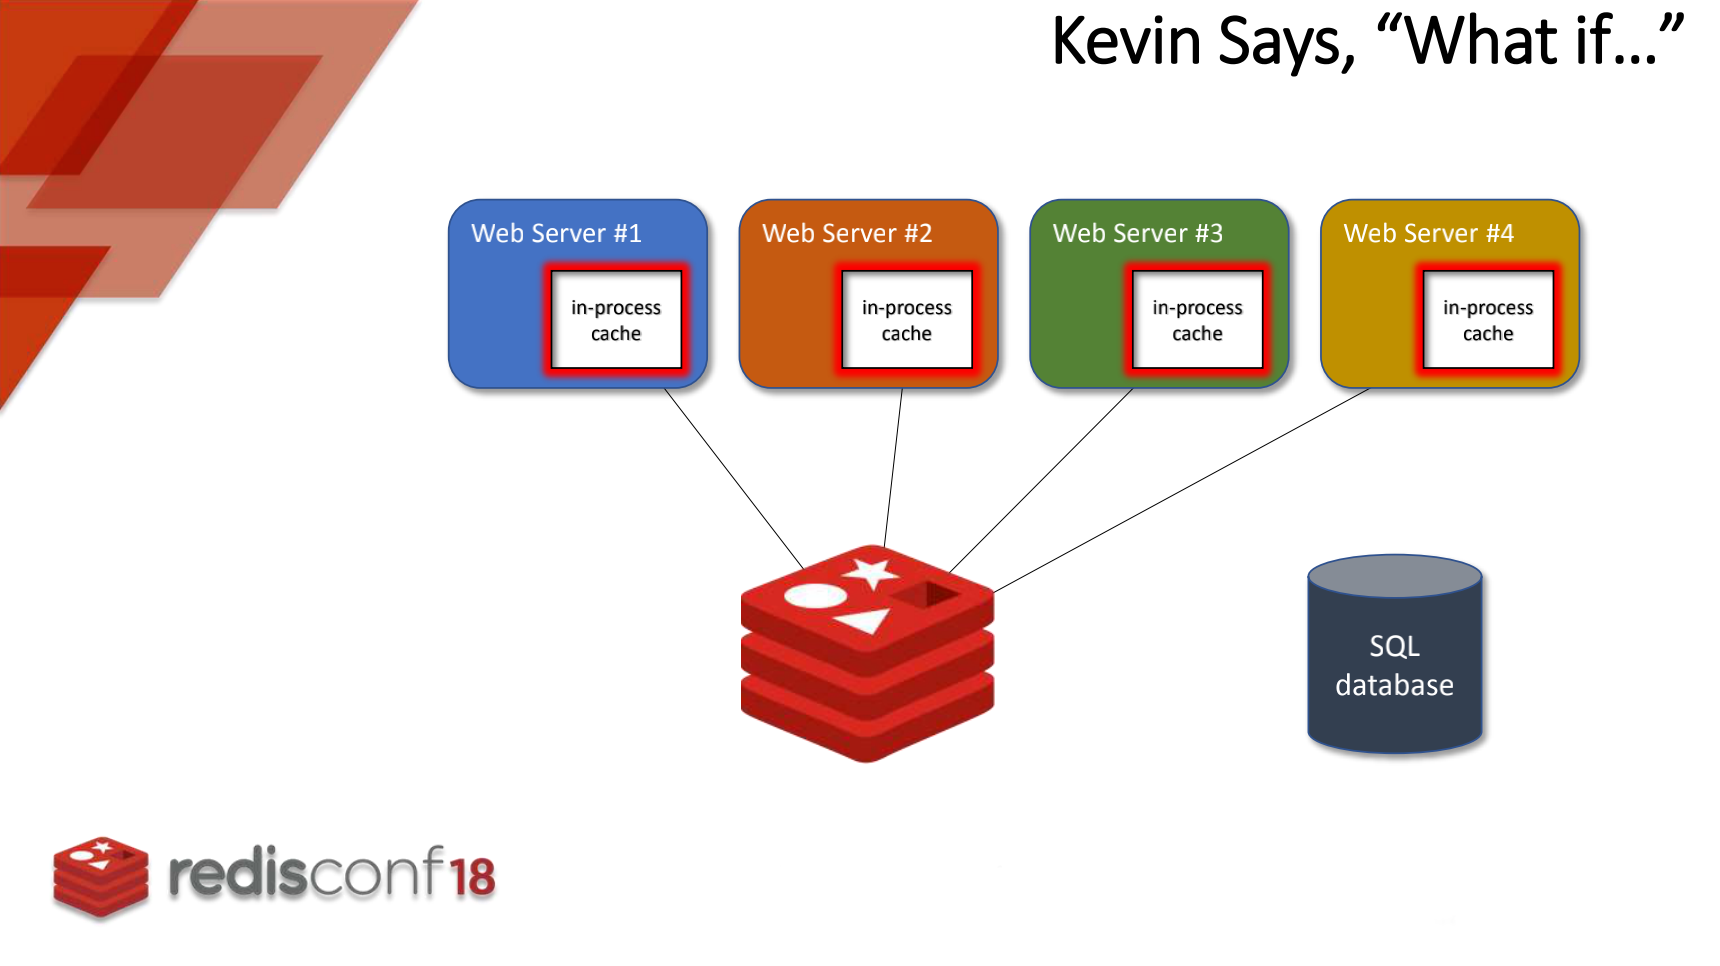 Kevin Says, “What if...”
Web Server #1
in-process
cache
Web Server #2
in-process
cache
Web Server #3
in-process
cache
Web Server #4
in-process
cache
SQL
database
redisconf18